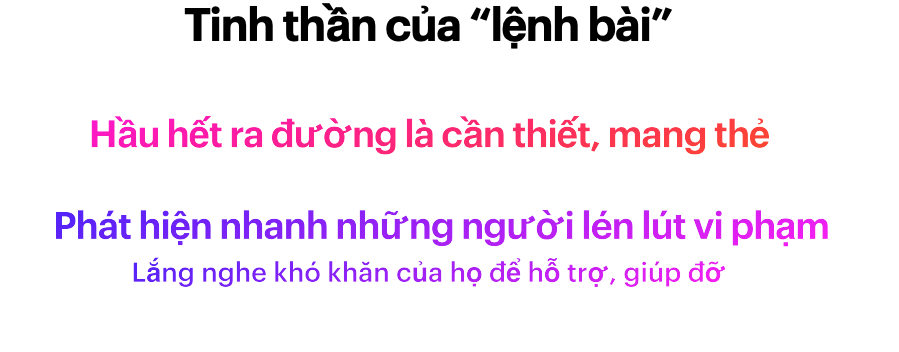 Tinh thần của “lệnh bài”
Hầu hết ra đường là cần thiết, mang thẻ
Phát hiện nhanh những người lén lút vi phạm
Lắng nghe khó khăn của họ để hỗ trợ, giúp đỡ